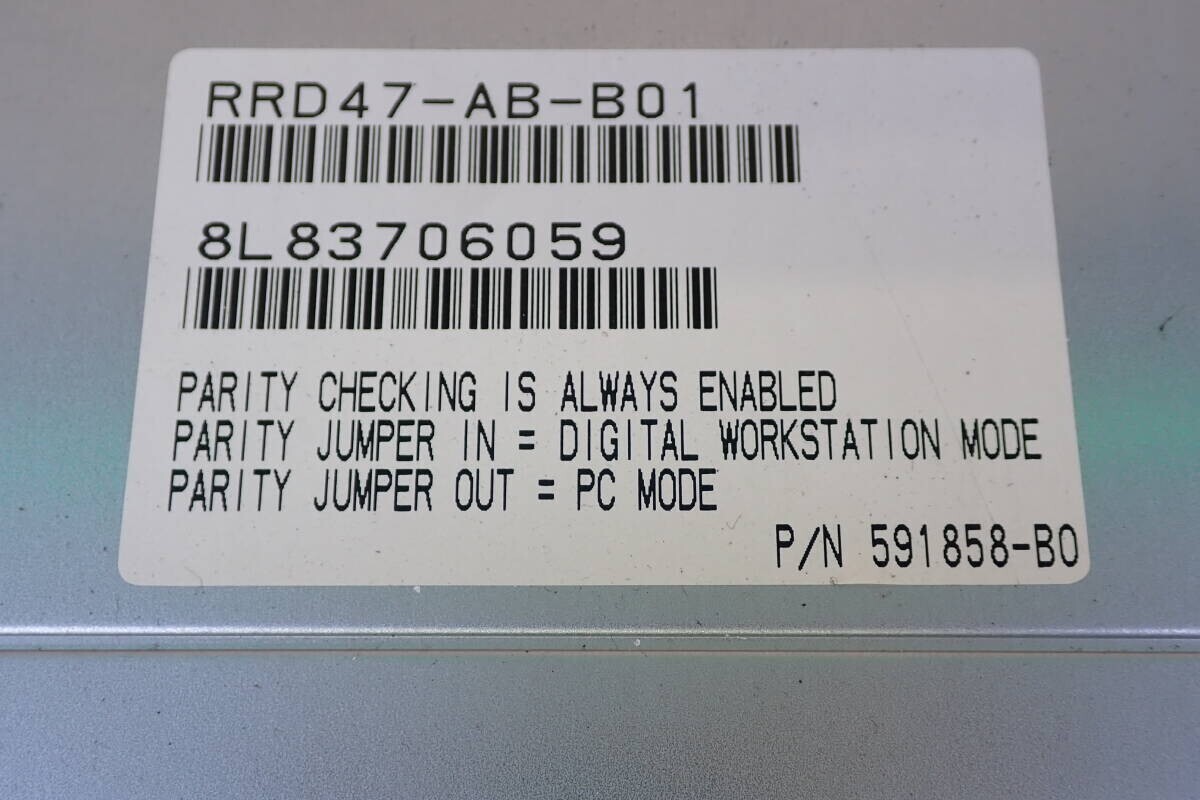 RRD47-AB-B01
8L83706059
PARITY CHECKING IS ALWAYS ENABLED
PARITY JUMPER IN = DIGITAL WORKSTATION MODE
PARITY JUMPER OUT = PC MODE
P/N 591858-B0